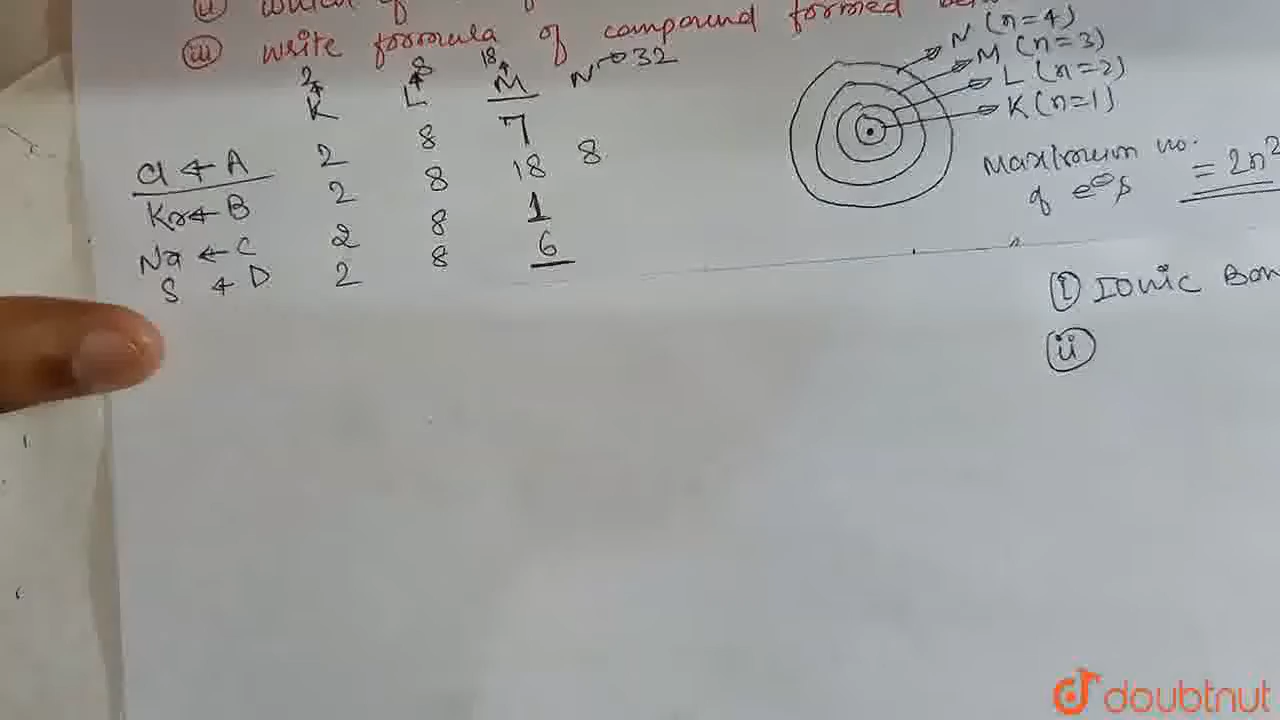 ii
iii write formula of compound formed
2 8 18 N → 32
K L M
Cl ← A 2 8 7
Kr ← B 2 8 18 8
Na ← C 2 8 1
S ← D 2 8 6
N (n=4)
M (n=3)
L (n=2)
K (n=1)
Maximum no. of e⊖s = 2n²
i Ionic Bon
ii
doubtnut